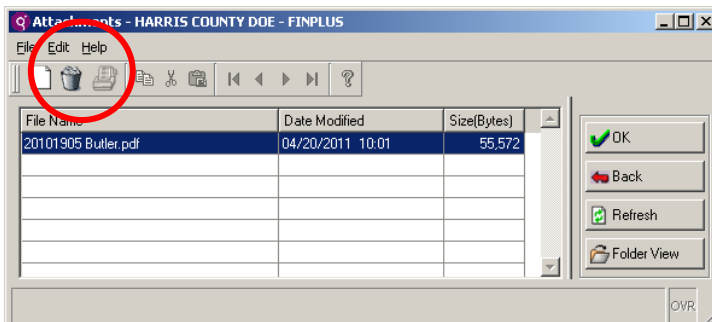 Attachments - HARRIS COUNTY DOE - FINPLUS
File Edit Help
File Name Date Modified Size(Bytes)
20101905 Butler.pdf 04/20/2011 10:01 55,572
OK
Back
Refresh
Folder View
OVR